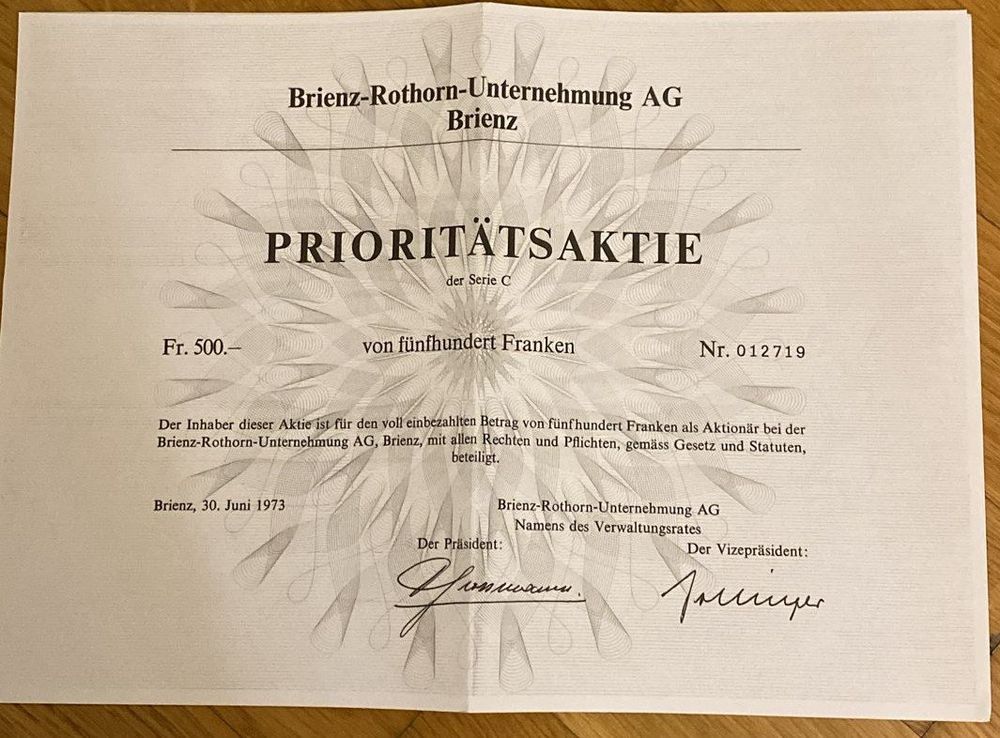 Brienz-Rothorn-Unternehmung AG
Brienz
PRIORITÄTSAKTIE
der Serie C
Fr. 500.— von fünfhundert Franken Nr. 012719
Der Inhaber dieser Aktie ist für den voll einbezahlten Betrag von fünfhundert Franken als Aktionär bei der
Brienz-Rothorn-Unternehmung AG, Brienz, mit allen Rechten und Pflichten, gemäss Gesetz und Statuten,
beteiligt.
Brienz, 30. Juni 1973
Brienz-Rothorn-Unternehmung AG
Namens des Verwaltungsrates
Der Präsident:
Der Vizepräsident: